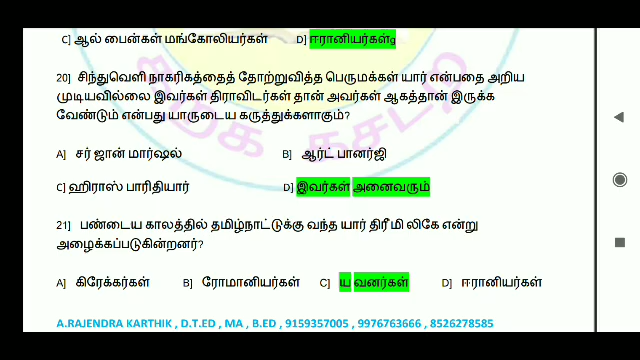 C] ஆல் பைன்கள் மங்கோலியர்கள் D] ஈரானியர்கள்g
20] சிந்துவெளி நாகரிகத்தைத் தோற்றுவித்த பெருமக்கள் யார் என்பதை அறிய
முடியவில்லை இவர்கள் திராவிடர்கள் தான் அவர்கள் ஆகத்தான் இருக்க
வேண்டும் என்பது யாருடைய கருத்துக்களாகும்?
A] சர் ஜான் மார்ஷல் B] ஆர்ட் பானர்ஜி
C] ஹிராஸ் பாரிதியார் D] இவர்கள் அனைவரும்
21] பண்டைய காலத்தில் தமிழ்நாட்டுக்கு வந்த யார் திரீ மி லிகே என்று
அழைக்கப்படுகின்றனர்?
A] கிரேக்கர்கள் B] ரோமானியர்கள் C] ய வனர்கள் D] ஈரானியர்கள்
A.RAJENDRA KARTHIK , D.T.ED , MA , B.ED , 9159357005 , 9976763666 , 8526278585